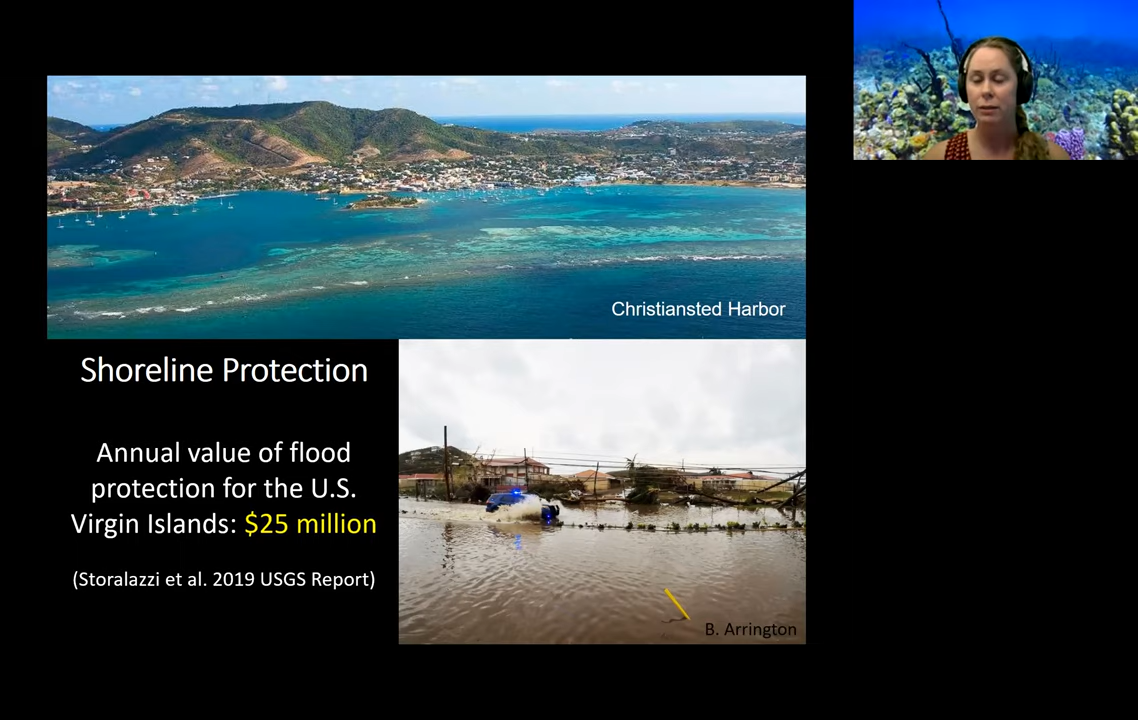 Christiansted Harbor
Shoreline Protection
Annual value of flood
protection for the U.S.
Virgin Islands: $25 million
(Storalazzi et al. 2019 USGS Report)
B. Arrington